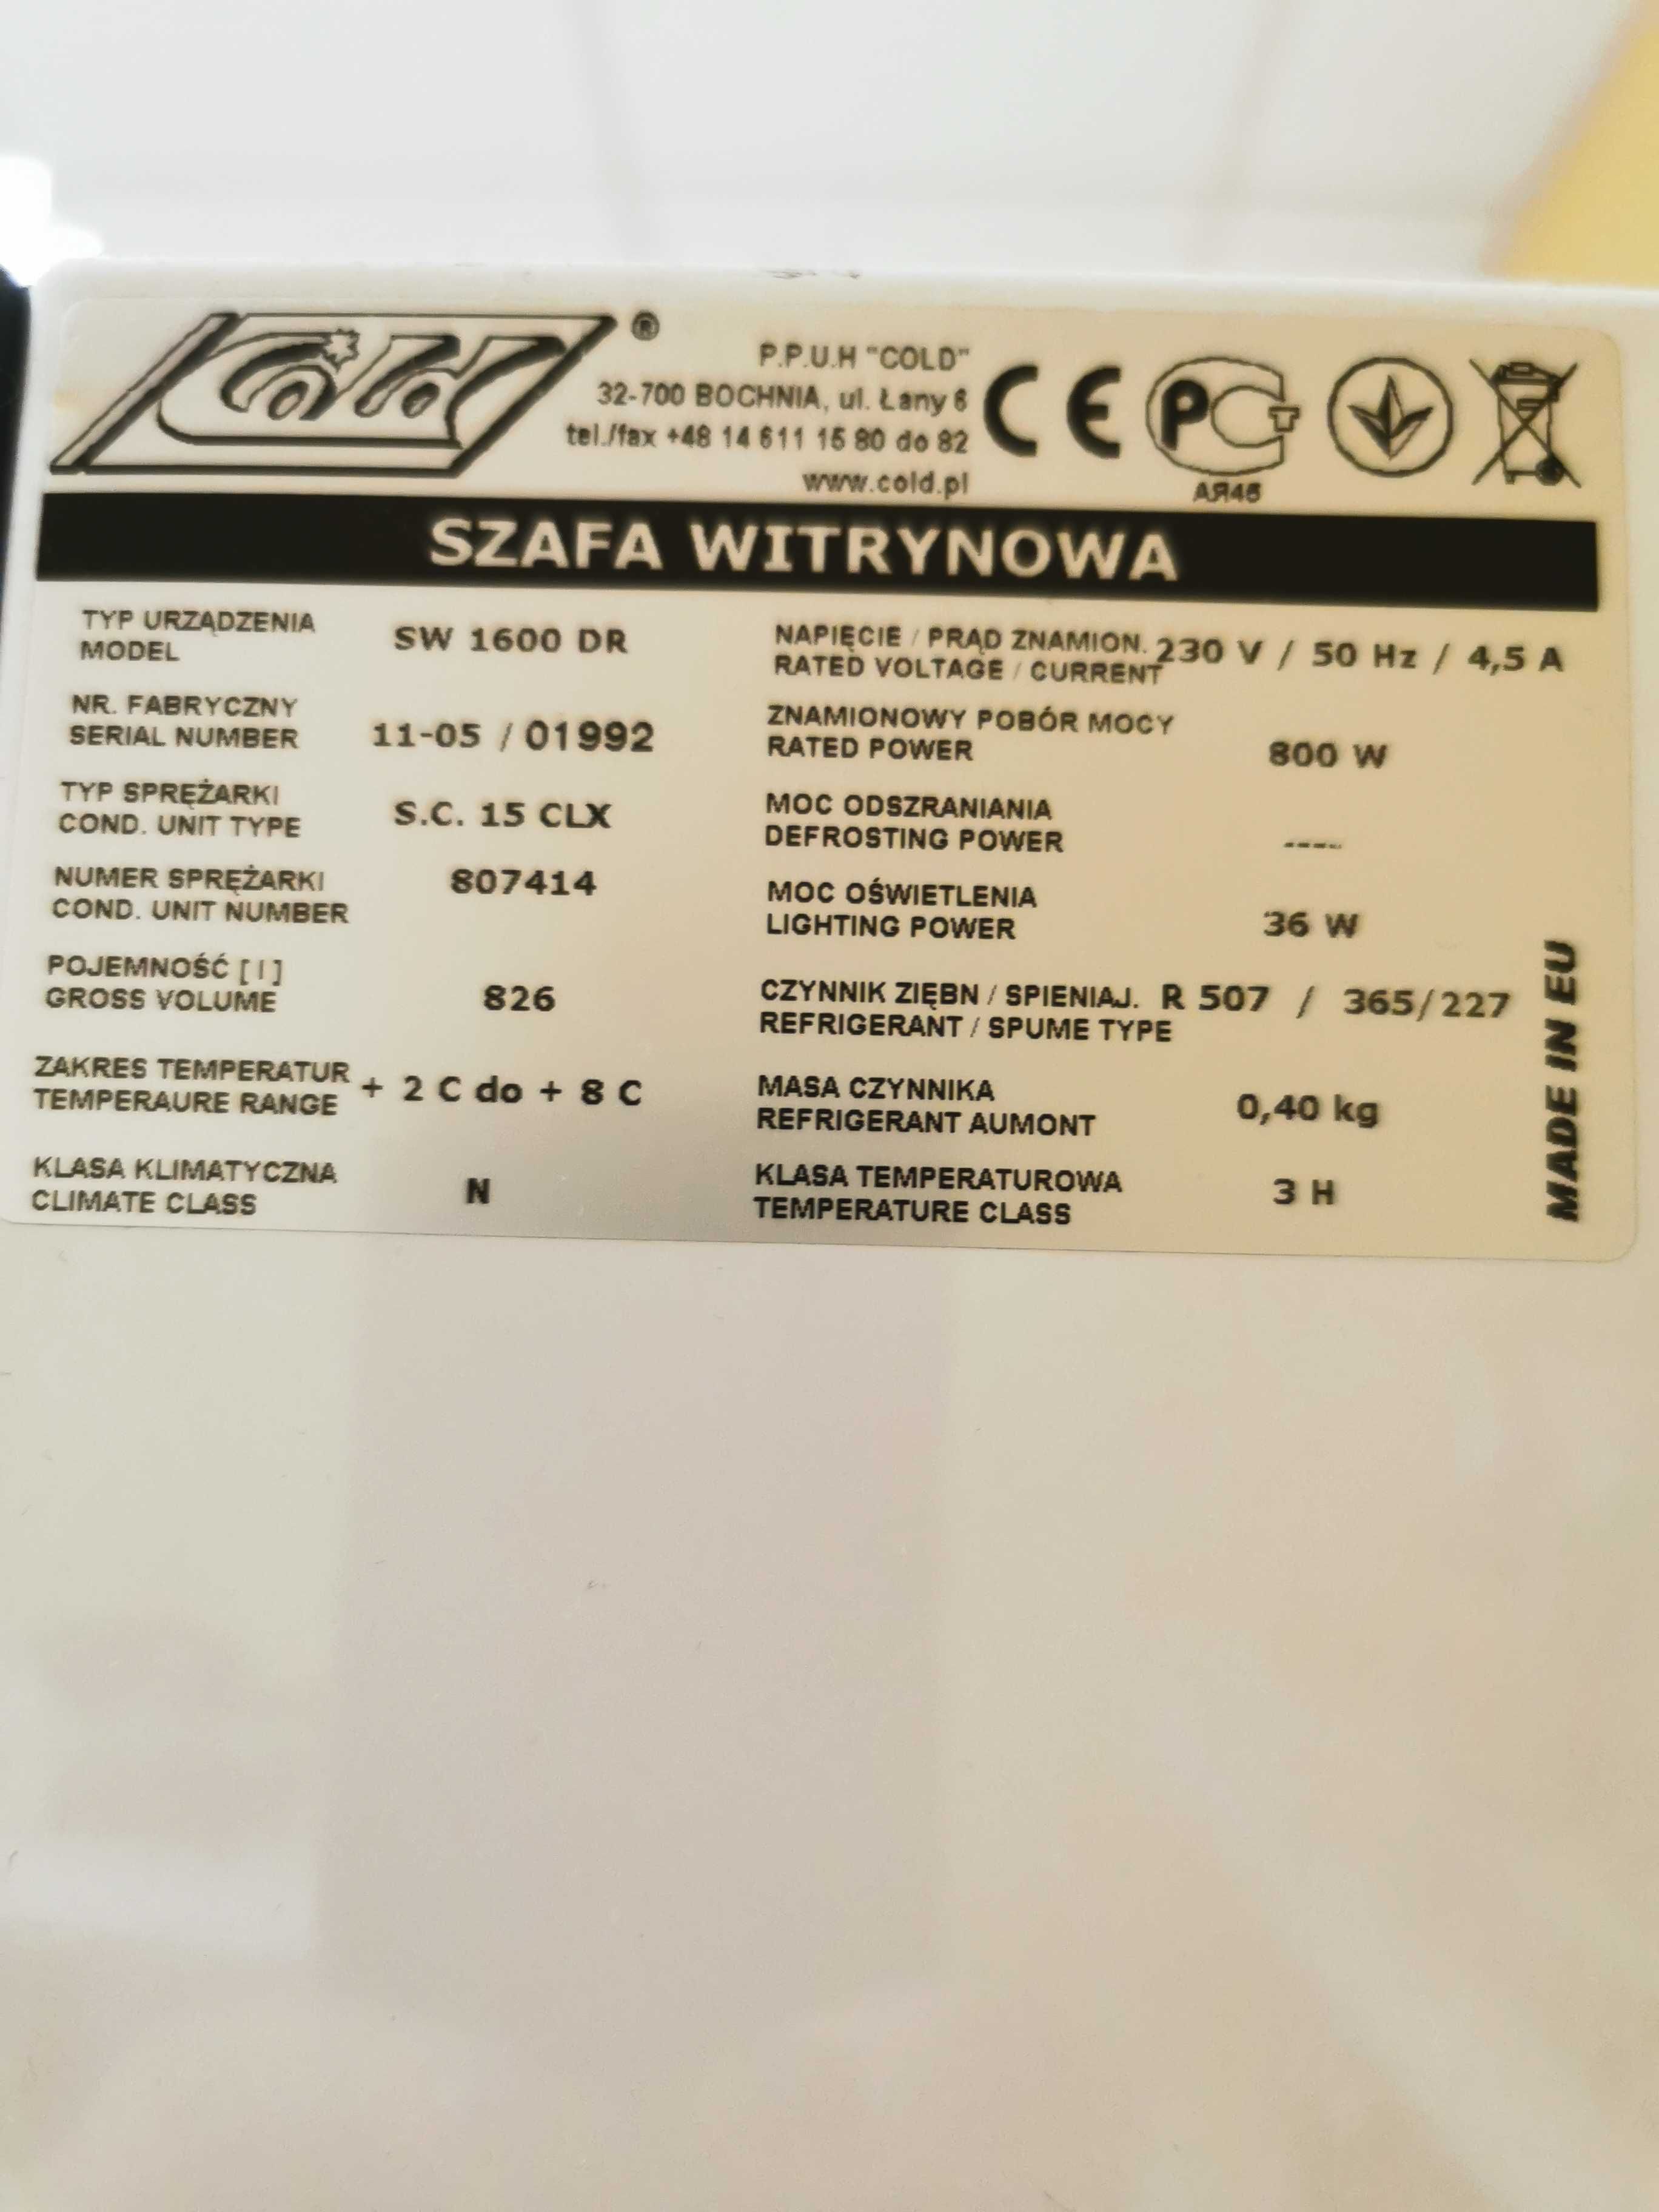 Cold ®
P.P.U.H "COLD"
32-700 BOCHNIA, ul. Łany 6
tel./fax +48 14 611 15 80 do 82
www.cold.pl
CE
PCT
АЯ46
SZAFA WITRYNOWA
TYP URZĄDZENIA
MODEL
SW 1600 DR
NR. FABRYCZNY
SERIAL NUMBER
11-05 / 01992
TYP SPRĘŻARKI
COND. UNIT TYPE
S.C. 15 CLX
NUMER SPRĘŻARKI
COND. UNIT NUMBER
807414
POJEMNOŚĆ [ l ]
GROSS VOLUME
826
ZAKRES TEMPERATUR
TEMPERAURE RANGE
+ 2 C do + 8 C
KLASA KLIMATYCZNA
CLIMATE CLASS
N
NAPIĘCIE / PRĄD ZNAMION.
RATED VOLTAGE / CURRENT
230 V / 50 Hz / 4,5 A
ZNAMIONOWY POBÓR MOCY
RATED POWER
800 W
MOC ODSZRANIANIA
DEFROSTING POWER
----
MOC OŚWIETLENIA
LIGHTING POWER
36 W
CZYNNIK ZIĘBN / SPIENIAJ.
REFRIGERANT / SPUME TYPE
R 507 / 365/227
MASA CZYNNIKA
REFRIGERANT AUMONT
0,40 kg
KLASA TEMPERATUROWA
TEMPERATURE CLASS
3 H
MADE IN EU